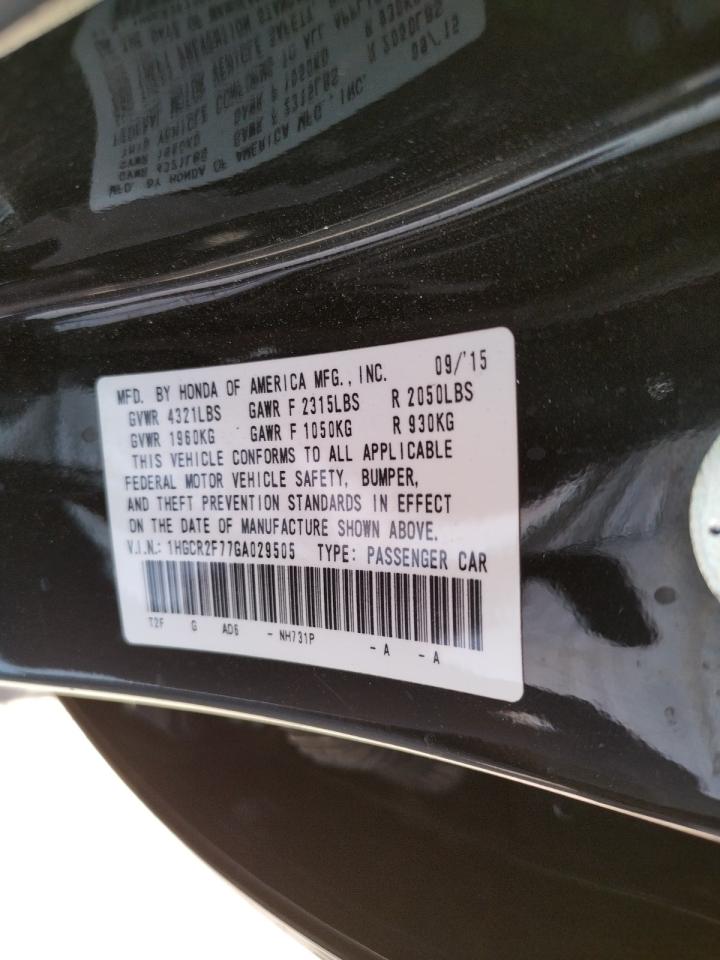 MFD. BY HONDA OF AMERICA MFG., INC. 09/'15
GVWR 4321LBS GAWR F 2315LBS R 2050LBS
GVWR 1960KG GAWR F 1050KG R 930KG
THIS VEHICLE CONFORMS TO ALL APPLICABLE
FEDERAL MOTOR VEHICLE SAFETY, BUMPER,
AND THEFT PREVENTION STANDARDS IN EFFECT
ON THE DATE OF MANUFACTURE SHOWN ABOVE.
V.I.N.: 1HGCR2F77GA029505 TYPE: PASSENGER CAR
T2F G AD6 - NH731P - A - A